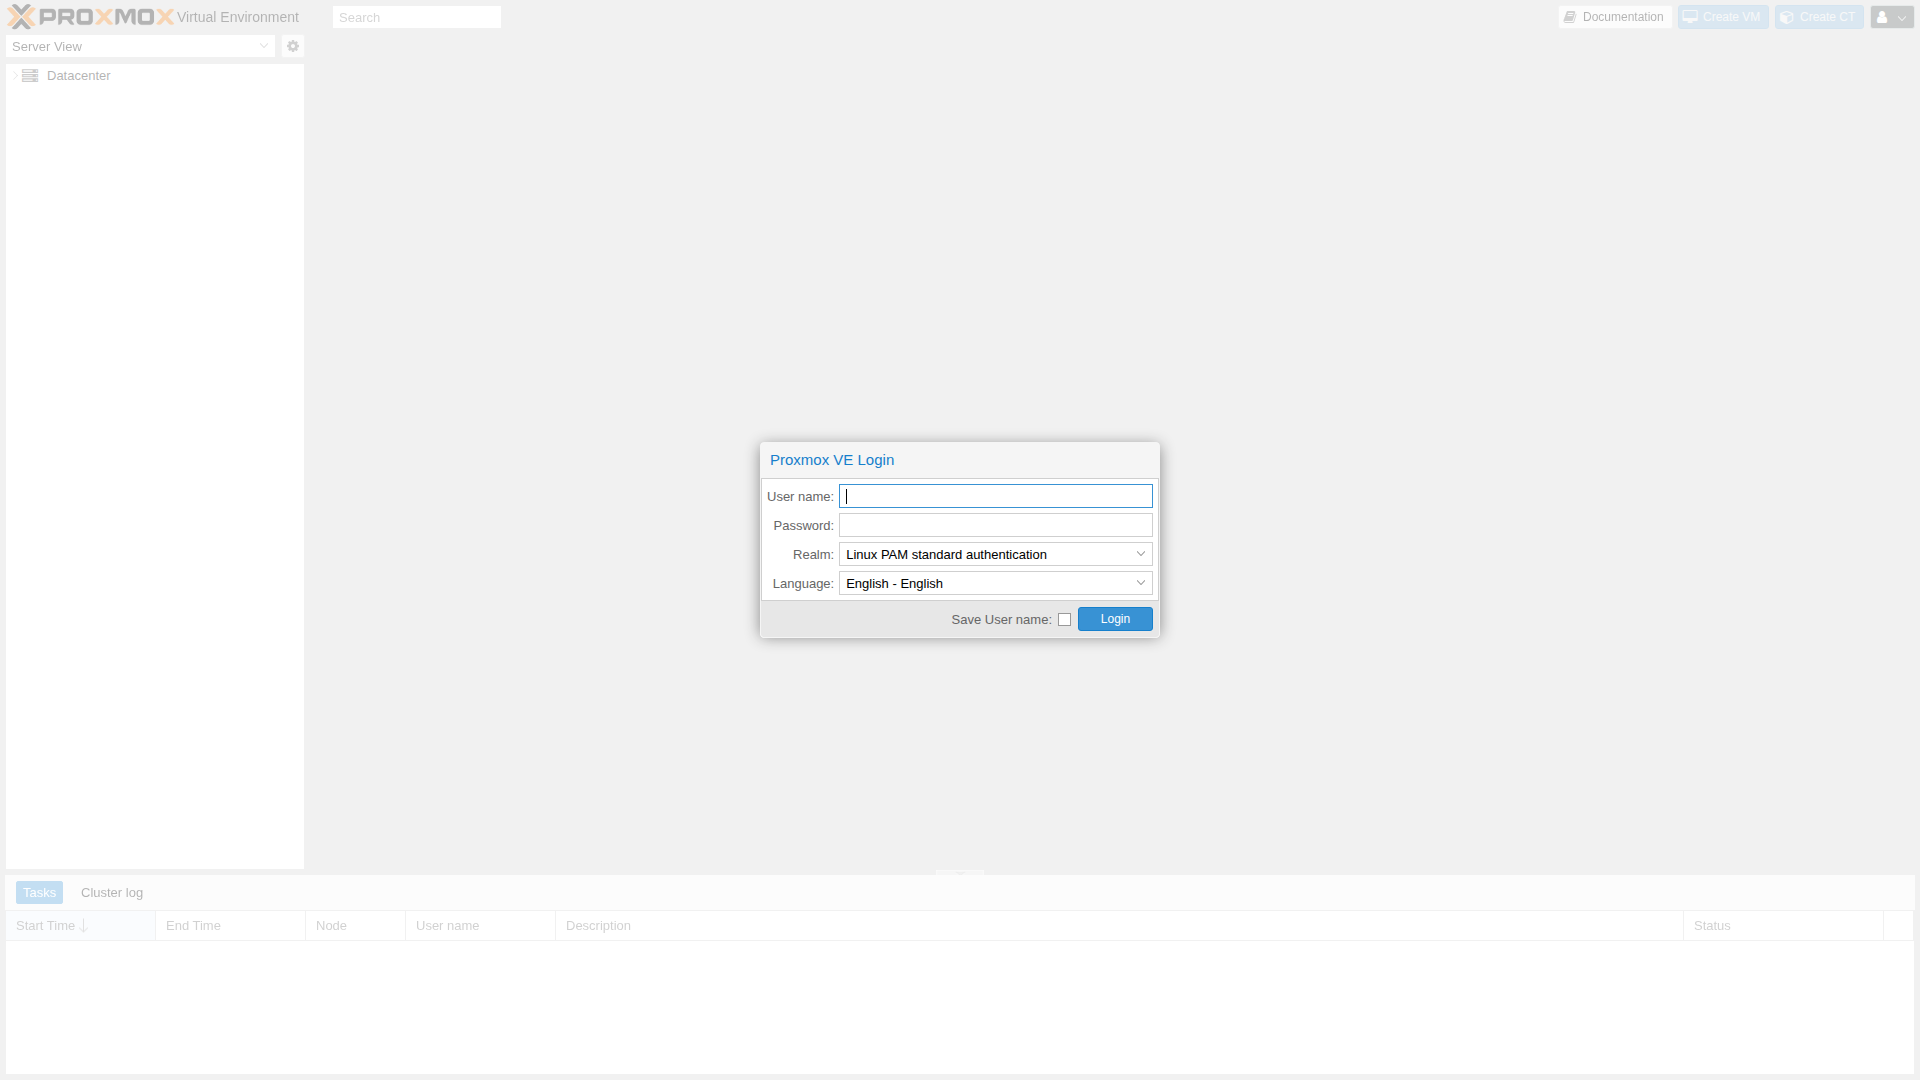 PROXMOX Virtual Environment
Search
Documentation
Create VM
Create CT
Server View
Datacenter
Proxmox VE Login
User name:
Password:
Realm: Linux PAM standard authentication
Language: English - English
Save User name:
Login
Tasks
Cluster log
Start Time
End Time
Node
User name
Description
Status